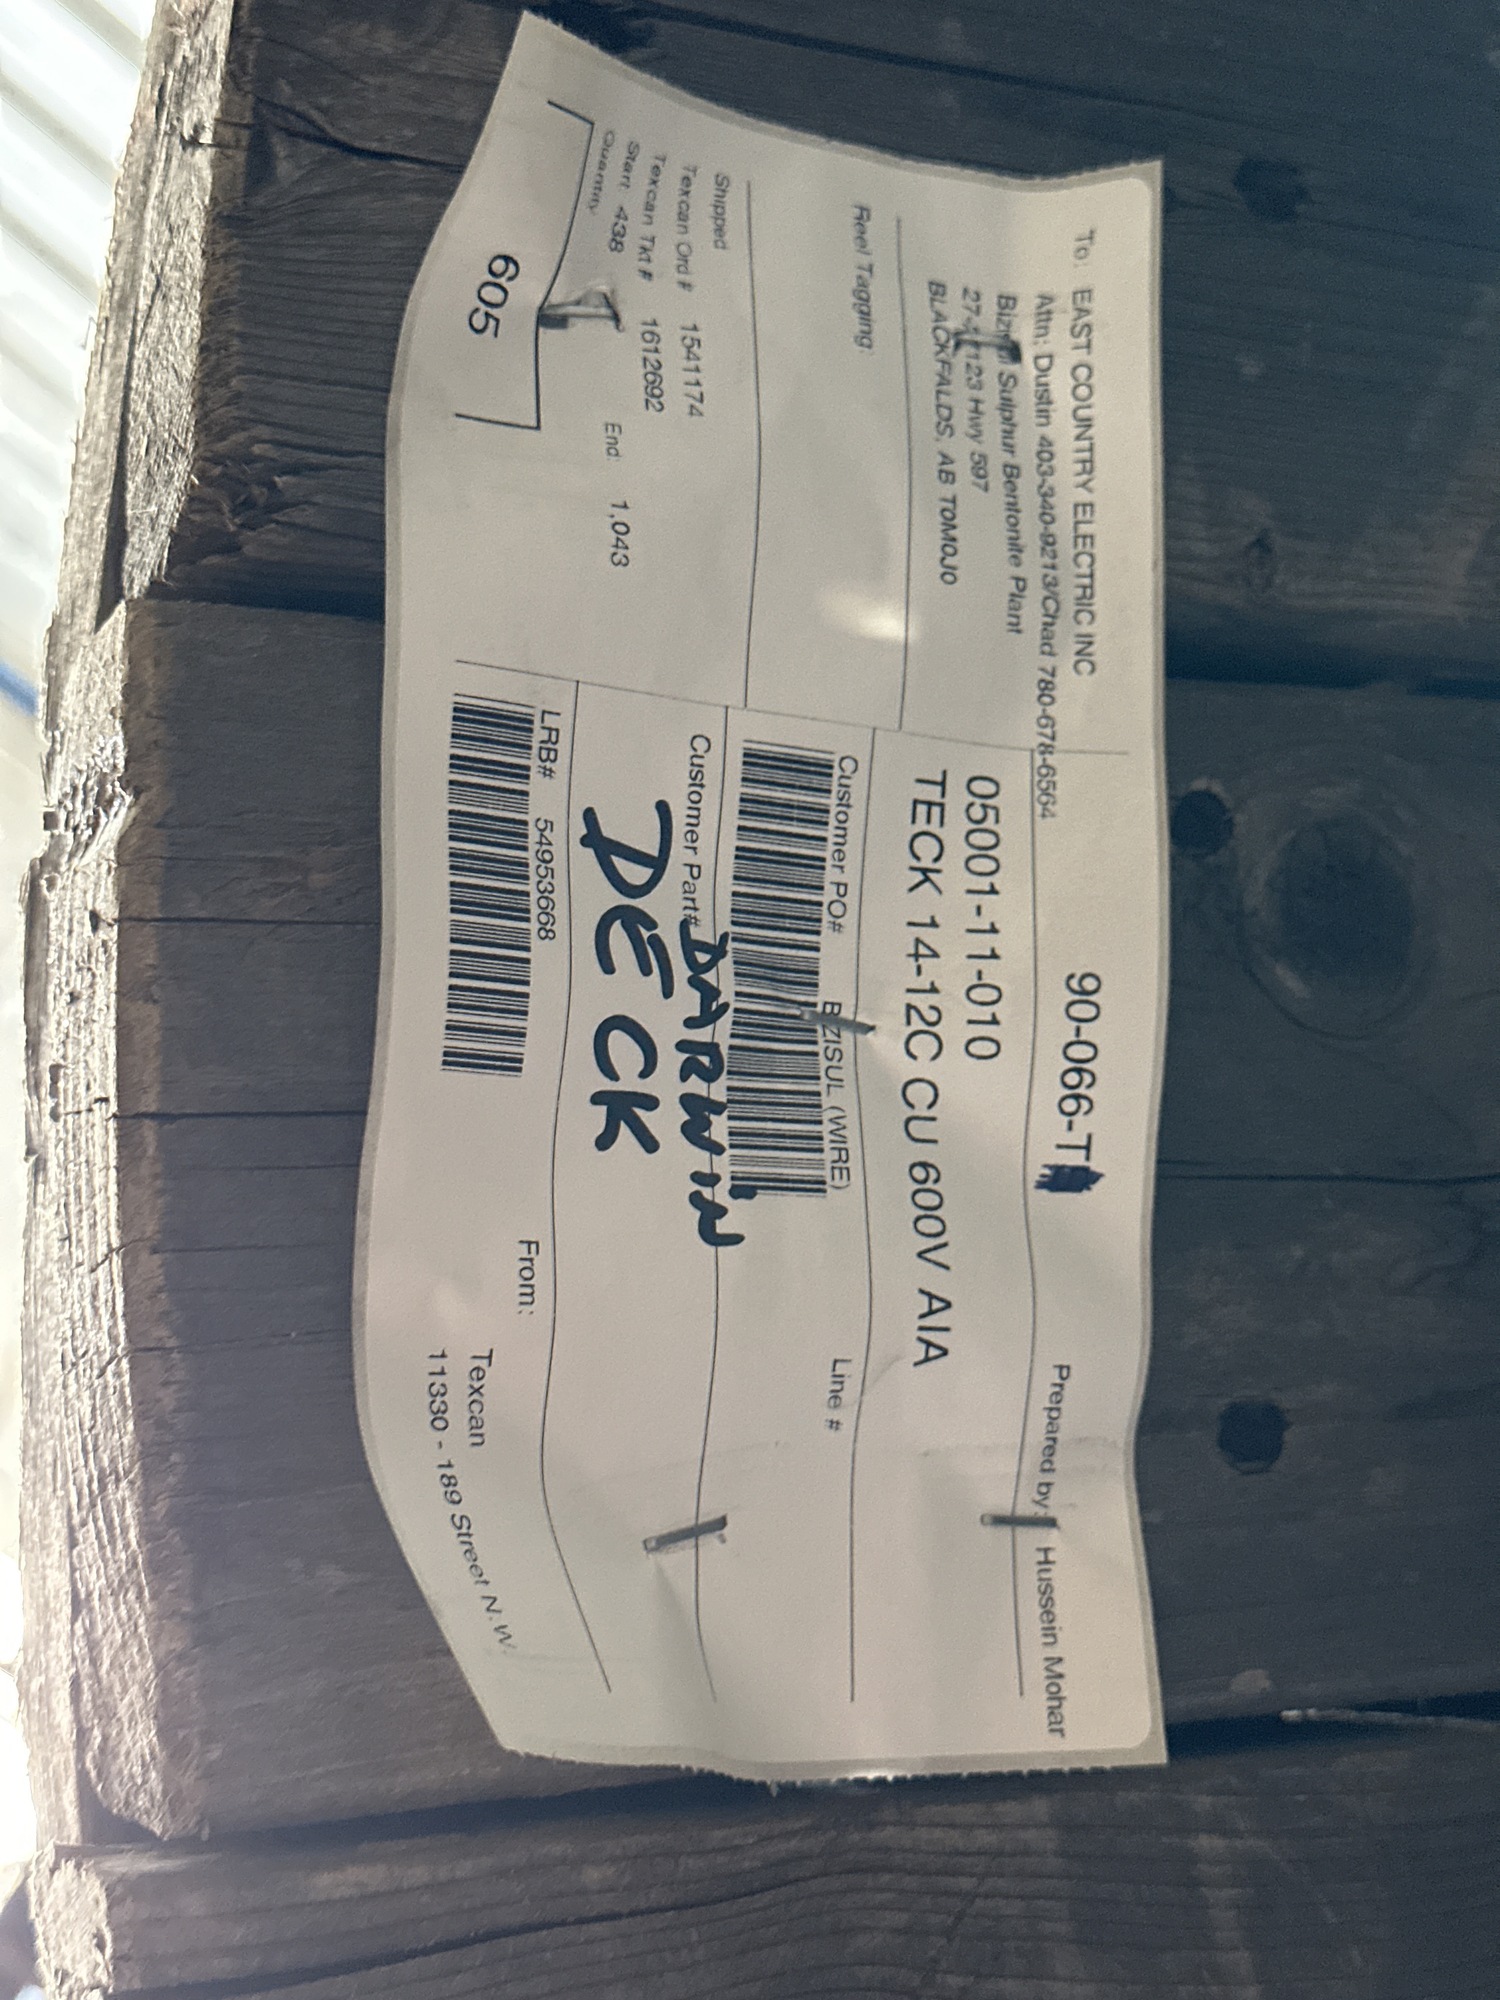 To: EAST COUNTRY ELECTRIC INC
Attn: Dustin 403-340-9213/Chad 780-678-6564
Sulphur Bentonite Plant
Hwy 597
BLACKFALDS, AB T0M0J0
90-066-T
Prepared by: Hussein Mohar
05001-11-010
TECK 14-12C CU 600V AIA
Reel Tagging:
Customer PO# BIZISUL (WIRE)
Line #
Shipped
Texcan Ord # 1541174
Texcan Tkt # 1612692
Start: 438 End: 1,043
Quantity
605
Customer Part#
DARWIN
DECK
LRB# 54953668
From: Texcan
11330 - 189 Street N.W.